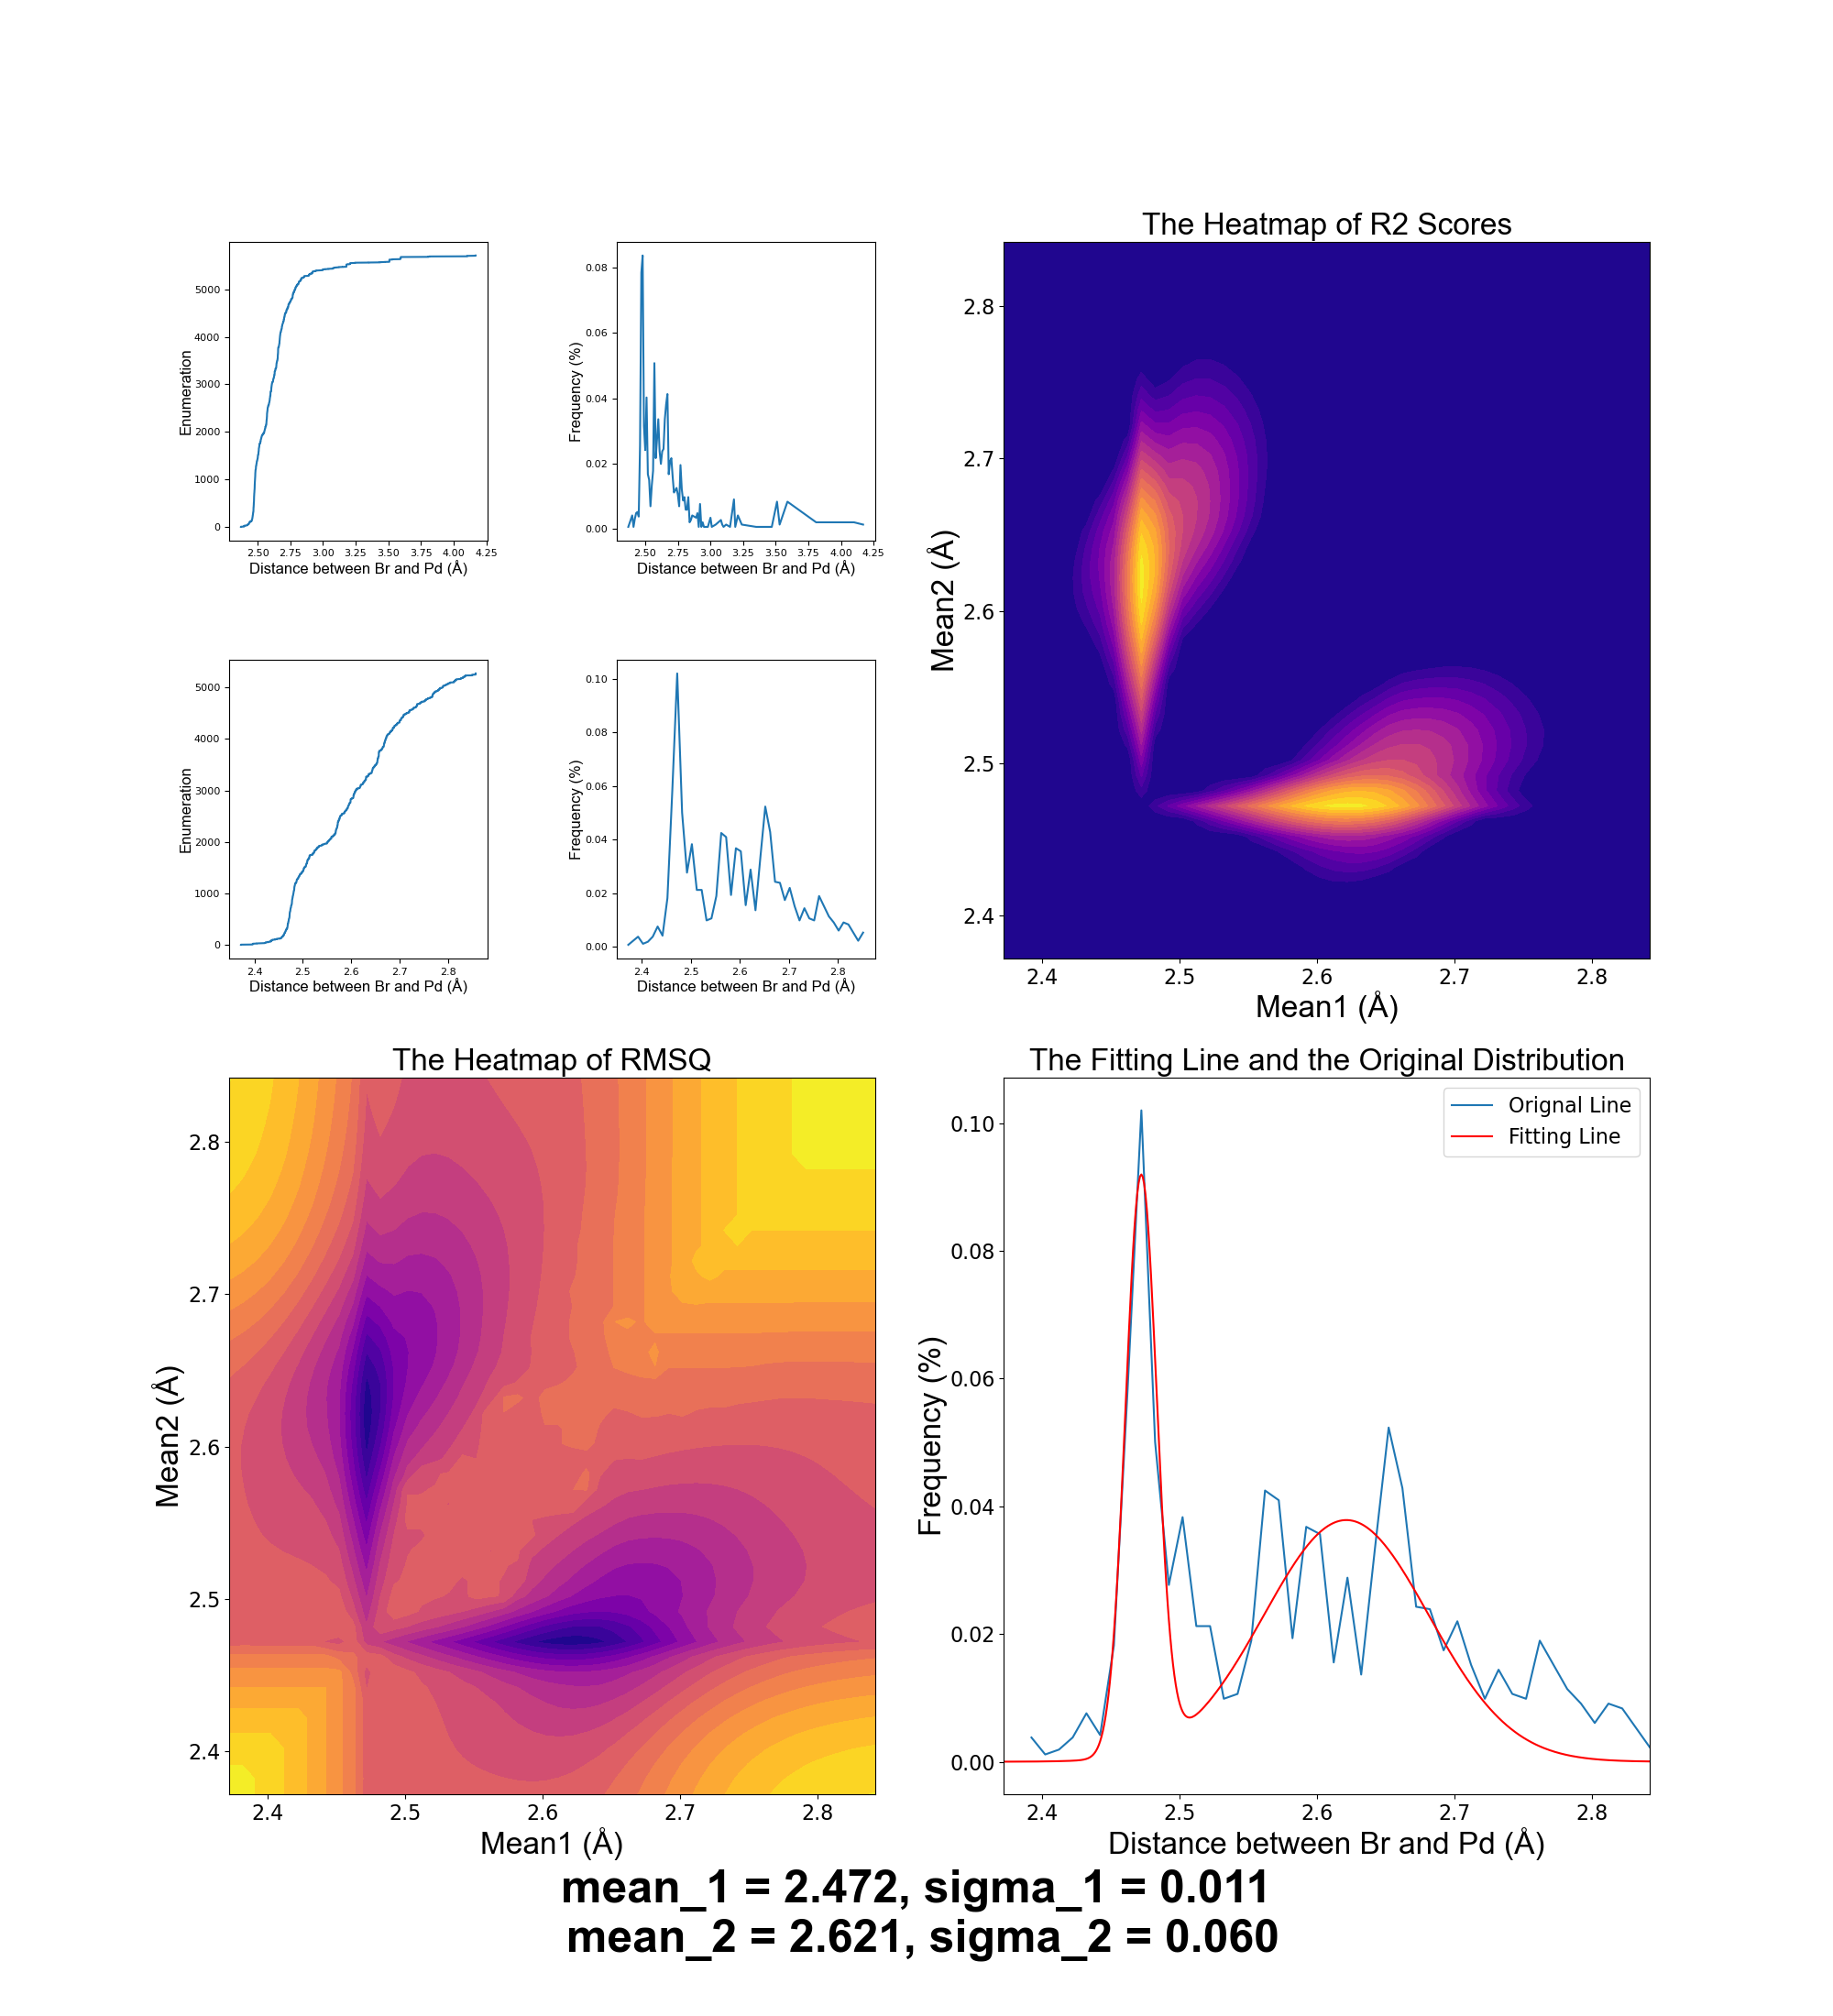 The Heatmap of R2 Scores
5000
4000
3000
2000
1000
0
Enumeration
2.50 2.75 3.00 3.25 3.50 3.75 4.00 4.25
Distance between Br and Pd (Å)
0.08
0.06
0.04
0.02
0.00
Frequency (%)
2.50 2.75 3.00 3.25 3.50 3.75 4.00 4.25
Distance between Br and Pd (Å)
5000
4000
3000
2000
1000
0
Enumeration
2.4 2.5 2.6 2.7 2.8
Distance between Br and Pd (Å)
0.10
0.08
0.06
0.04
0.02
0.00
Frequency (%)
2.4 2.5 2.6 2.7 2.8
Distance between Br and Pd (Å)
2.8
2.7
2.6
2.5
2.4
Mean2 (Å)
2.4 2.5 2.6 2.7 2.8
Mean1 (Å)
The Heatmap of RMSQ
2.8
2.7
2.6
2.5
2.4
Mean2 (Å)
2.4 2.5 2.6 2.7 2.8
Mean1 (Å)
The Fitting Line and the Original Distribution
Orignal Line
Fitting Line
0.10
0.08
0.06
0.04
0.02
0.00
Frequency (%)
2.4 2.5 2.6 2.7 2.8
Distance between Br and Pd (Å)
mean_1 = 2.472, sigma_1 = 0.011
mean_2 = 2.621, sigma_2 = 0.060